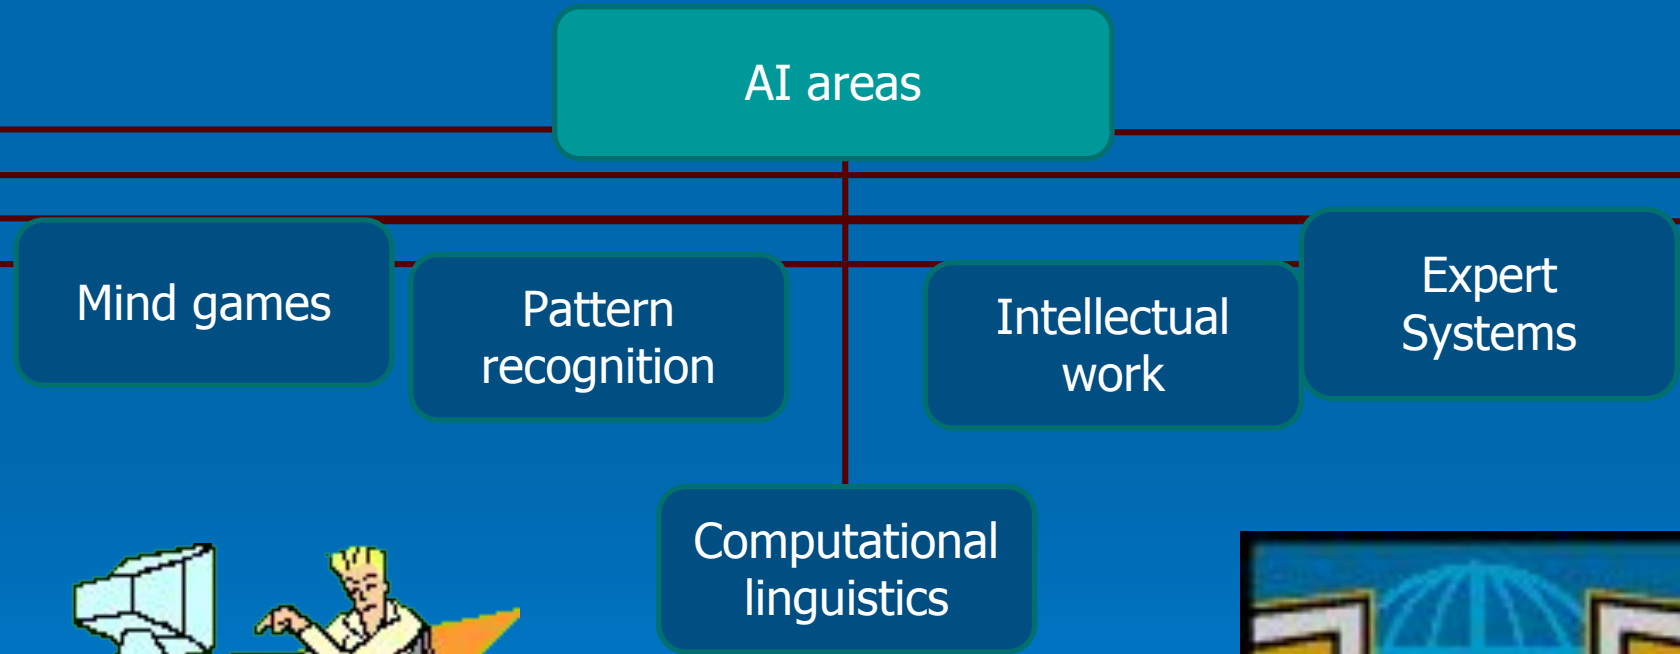 AI areas
Mind games
Pattern
recognition
Intellectual
work
Expert
Systems
Computational
linguistics